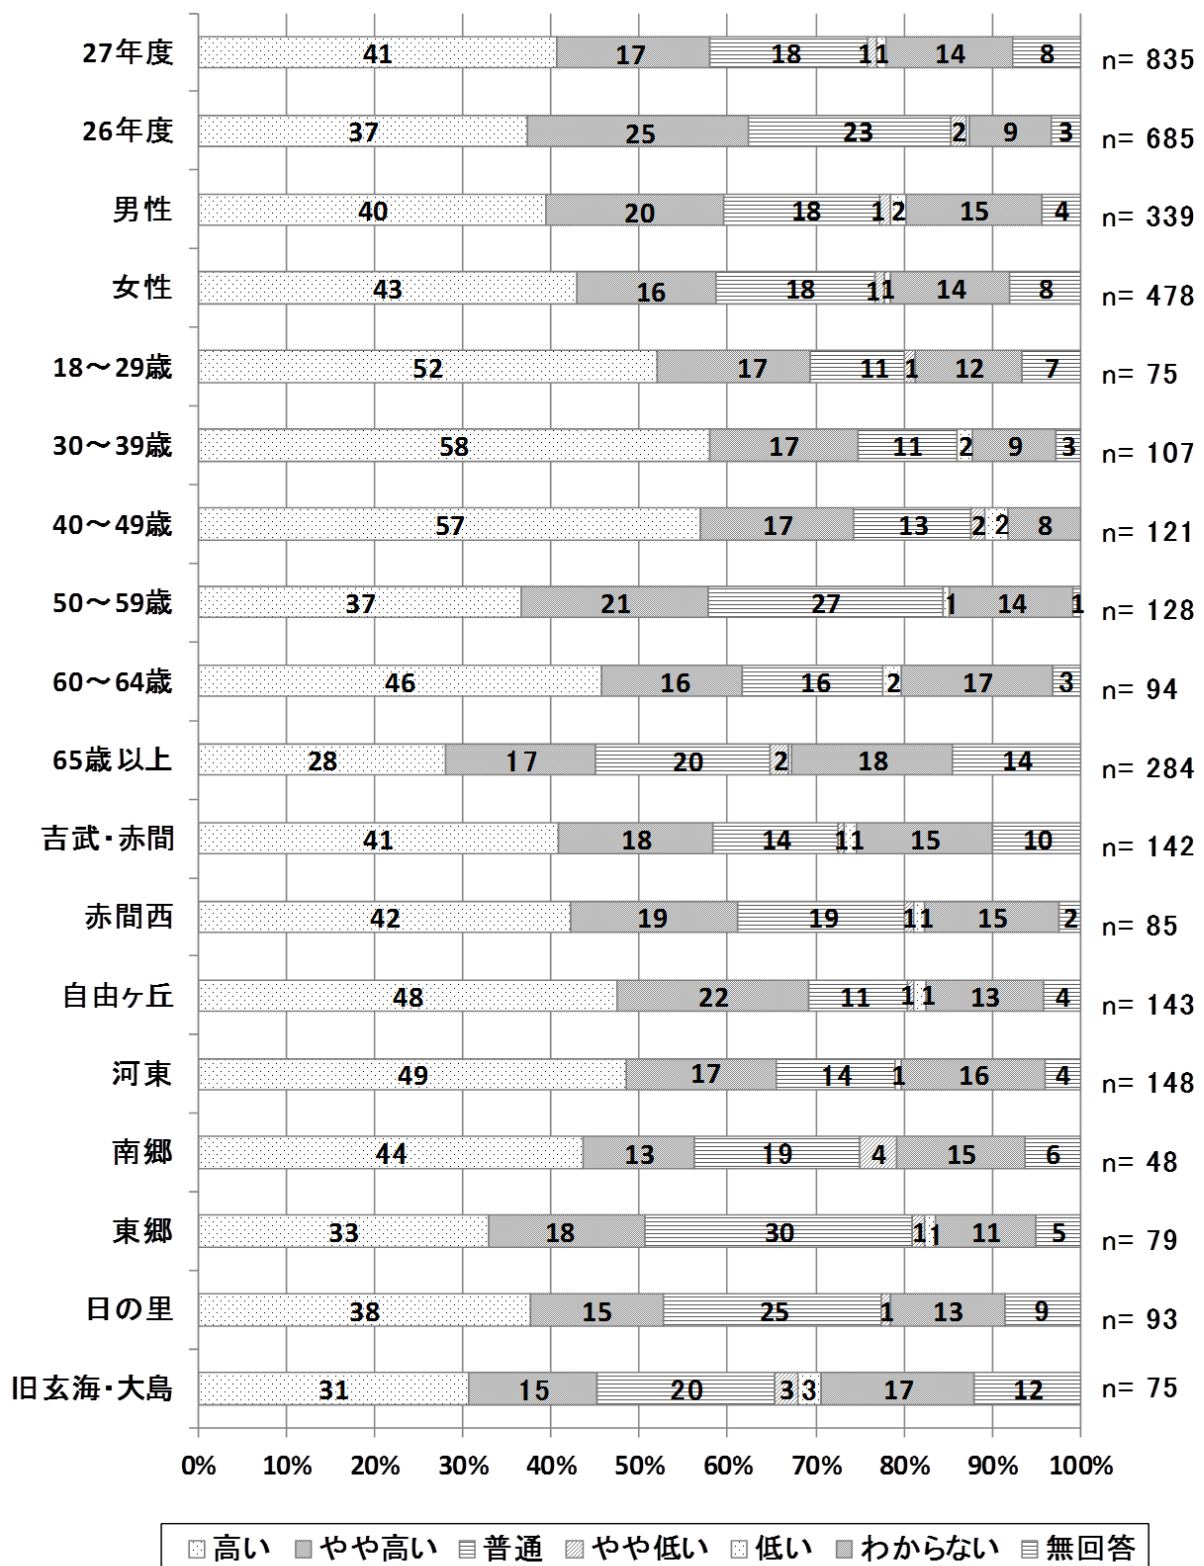 27年度 41 17 18 1 1 14 8 n= 835
26年度 37 25 23 2 9 3 n= 685
男性 40 20 18 1 2 15 4 n= 339
女性 43 16 18 1 1 14 8 n= 478
18～29歳 52 17 11 1 12 7 n= 75
30～39歳 58 17 11 2 9 3 n= 107
40～49歳 57 17 13 2 2 8 n= 121
50～59歳 37 21 27 1 14 1 n= 128
60～64歳 46 16 16 2 17 3 n= 94
65歳以上 28 17 20 2 18 14 n= 284
吉武・赤間 41 18 14 1 1 15 10 n= 142
赤間西 42 19 19 1 1 15 2 n= 85
自由ヶ丘 48 22 11 1 1 13 4 n= 143
河東 49 17 14 1 16 4 n= 148
南郷 44 13 19 4 15 6 n= 48
東郷 33 18 30 1 1 11 5 n= 79
日の里 38 15 25 1 13 9 n= 93
旧玄海・大島 31 15 20 3 3 17 12 n= 75
0% 10% 20% 30% 40% 50% 60% 70% 80% 90% 100%
高い やや高い 普通 やや低い 低い わからない 無回答